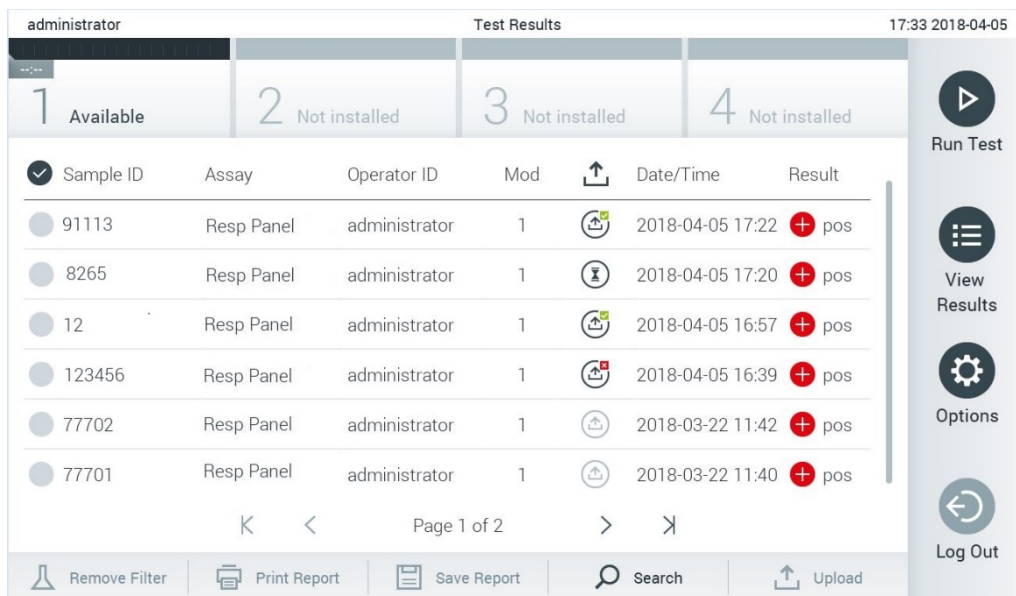 administrator Test Results 17:33 2018-04-05
--:--
1 Available 2 Not installed 3 Not installed 4 Not installed
Run Test
Sample ID Assay Operator ID Mod Date/Time Result
91113 Resp Panel administrator 1 2018-04-05 17:22 pos
8265 Resp Panel administrator 1 2018-04-05 17:20 pos
View
Results
12 Resp Panel administrator 1 2018-04-05 16:57 pos
123456 Resp Panel administrator 1 2018-04-05 16:39 pos
77702 Resp Panel administrator 1 2018-03-22 11:42 pos
Options
77701 Resp Panel administrator 1 2018-03-22 11:40 pos
Page 1 of 2
Log Out
Remove Filter Print Report Save Report Search Upload